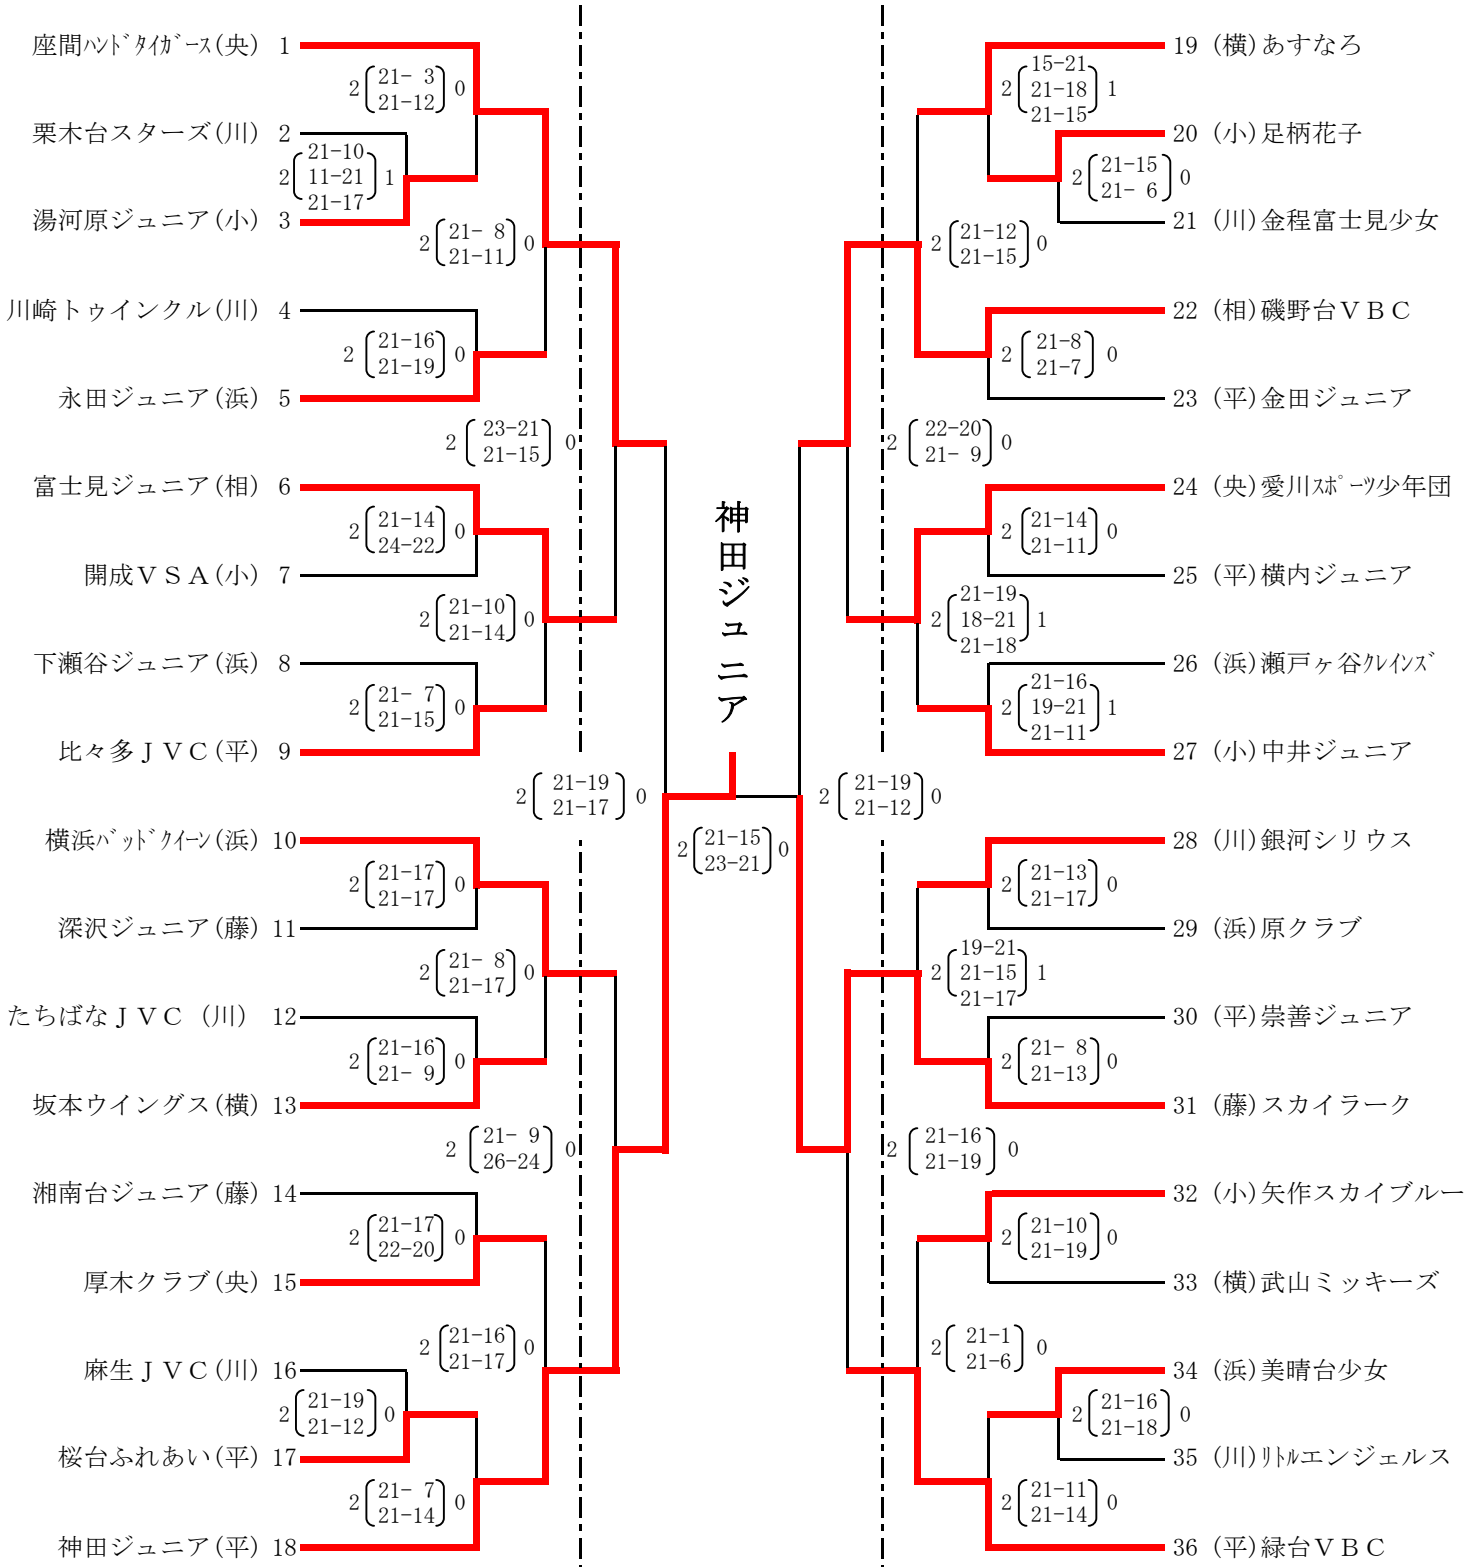 座間ハンドタイガース(央) 1
2 21- 3 0
21-12
栗木台スターズ(川) 2
21-10
2 11-21 1
21-17
湯河原ジュニア(小) 3
2 21- 8 0
21-11
川崎トゥインクル(川) 4
2 21-16 0
21-19
永田ジュニア(浜) 5
2 23-21 0
21-15
富士見ジュニア(相) 6
2 21-14 0
24-22
開成ＶＳＡ(小) 7
2 21-10 0
21-14
下瀬谷ジュニア(浜) 8
2 21- 7 0
21-15
比々多ＪＶＣ(平) 9
2 21-19 0
21-17
横浜バッドクイーン(浜) 10
2 21-17 0
21-17
深沢ジュニア(藤) 11
2 21- 8 0
21-17
たちばなＪＶＣ (川) 12
2 21-16 0
21- 9
坂本ウイングス(横) 13
2 21- 9 0
26-24
湘南台ジュニア(藤) 14
2 21-17 0
22-20
厚木クラブ(央) 15
2 21-16 0
21-17
麻生ＪＶＣ(川) 16
2 21-19 0
21-12
桜台ふれあい(平) 17
2 21- 7 0
21-14
神田ジュニア(平) 18
神田ジュニア
2 21-15 0
23-21
19 (横)あすなろ
15-21
2 21-18 1
21-15
20 (小)足柄花子
2 21-15 0
21- 6
21 (川)金程富士見少女
2 21-12 0
21-15
22 (相)磯野台ＶＢＣ
2 21-8 0
21-7
23 (平)金田ジュニア
2 22-20 0
21- 9
24 (央)愛川スポーツ少年団
2 21-14 0
21-11
25 (平)横内ジュニア
21-19
2 18-21 1
21-18
26 (浜)瀬戸ヶ谷クレインズ
21-16
2 19-21 1
21-11
27 (小)中井ジュニア
2 21-19 0
21-12
28 (川)銀河シリウス
2 21-13 0
21-17
29 (浜)原クラブ
19-21
2 21-15 1
21-17
30 (平)崇善ジュニア
2 21- 8 0
21-13
31 (藤)スカイラーク
2 21-16 0
21-19
32 (小)矢作スカイブルー
2 21-10 0
21-19
33 (横)武山ミッキーズ
2 21-1 0
21-6
34 (浜)美晴台少女
2 21-16 0
21-18
35 (川)リトルエンジェルス
2 21-11 0
21-14
36 (平)緑台ＶＢＣ